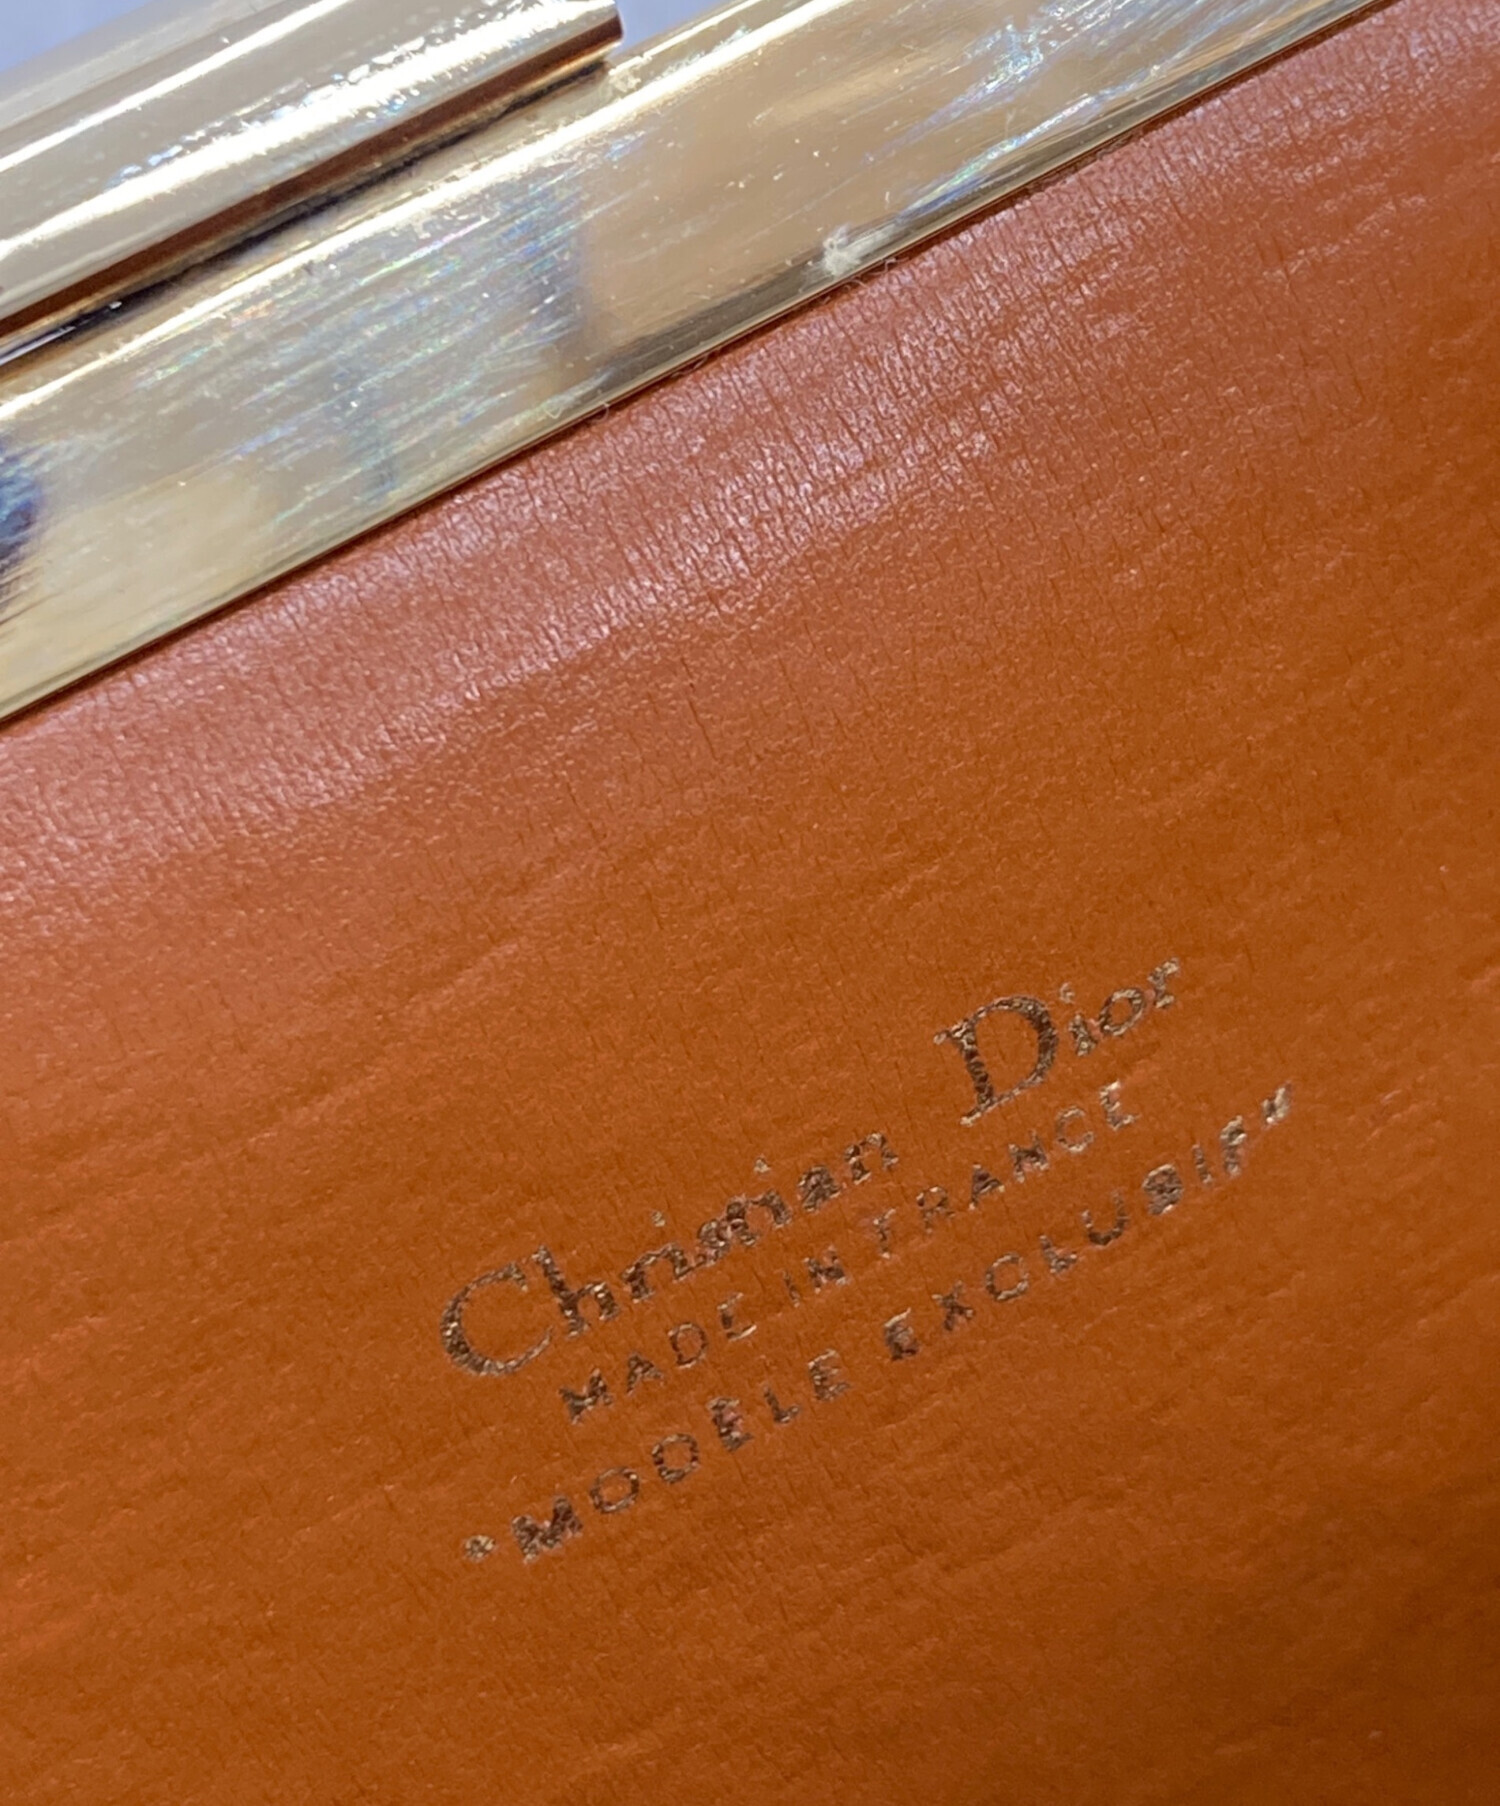 Christian Dior
MADE IN FRANCE
"MODELE EXCLUSIF"